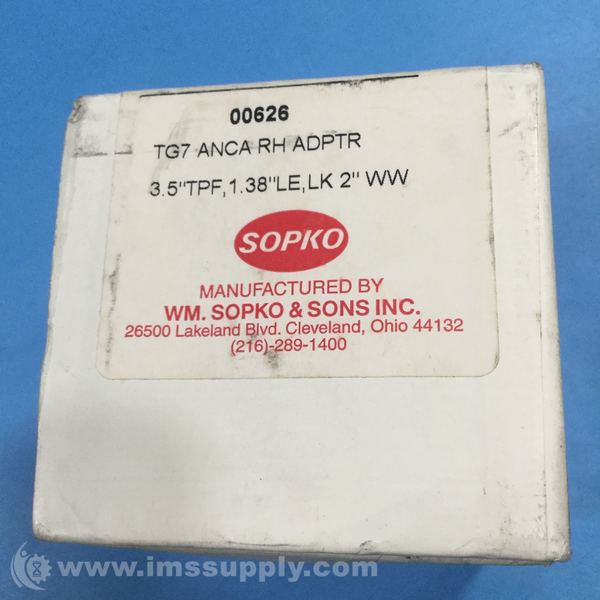 00626
TG7 ANCA RH ADPTR
3.5"TPF,1.38"LE,LK 2" WW
SOPKO
MANUFACTURED BY
WM. SOPKO & SONS INC.
26500 Lakeland Blvd. Cleveland, Ohio 44132
(216)-289-1400
www.imssupply.com